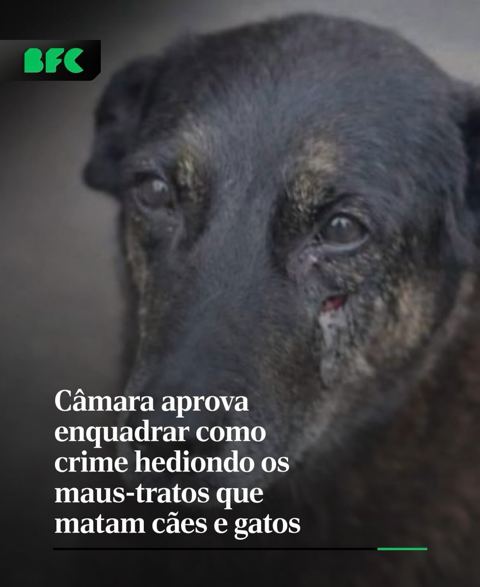 BFC
Câmara aprova
enquadrar como
crime hediondo os
maus-tratos que
matam cães e gatos